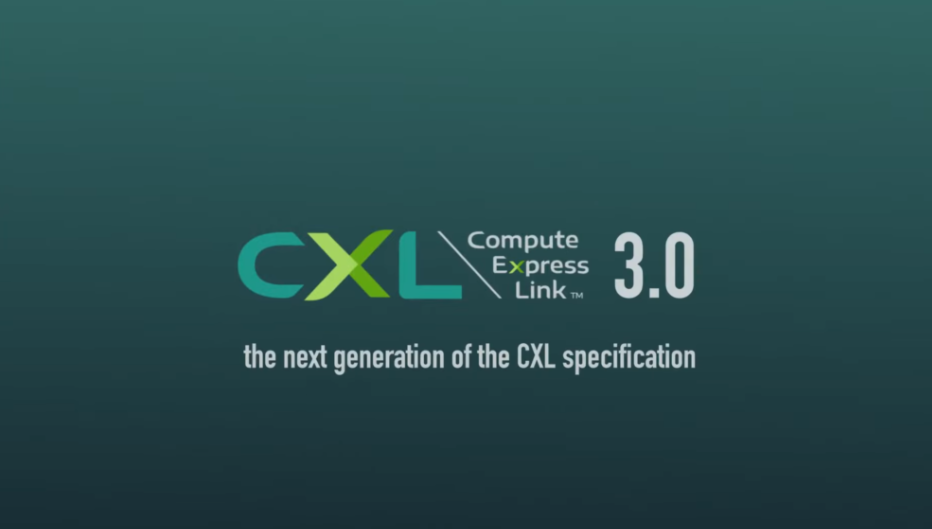 CXL
Compute
Express
Link™
3.0
the next generation of the CXL specification